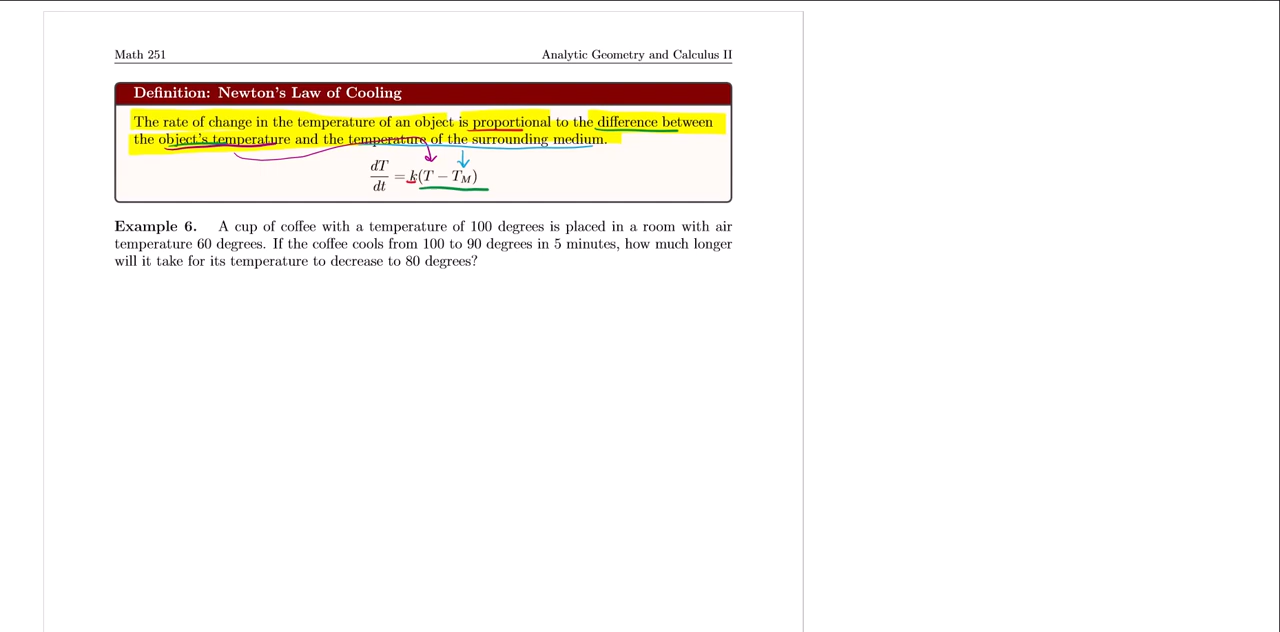 Math 251
Analytic Geometry and Calculus II
Definition: Newton's Law of Cooling
The rate of change in the temperature of an object is proportional to the difference between
the object's temperature and the temperature of the surrounding medium.
dT/dt = k(T − T_M)
Example 6. A cup of coffee with a temperature of 100 degrees is placed in a room with air
temperature 60 degrees. If the coffee cools from 100 to 90 degrees in 5 minutes, how much longer
will it take for its temperature to decrease to 80 degrees?